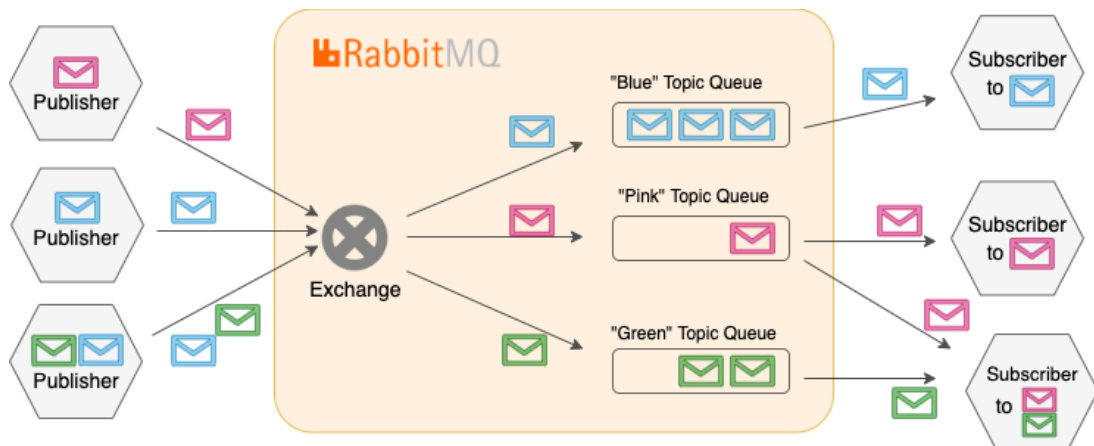 RabbitMQ
Publisher
Publisher
Publisher
Exchange
"Blue" Topic Queue
"Pink" Topic Queue
"Green" Topic Queue
Subscriber
to
Subscriber
to
Subscriber
to